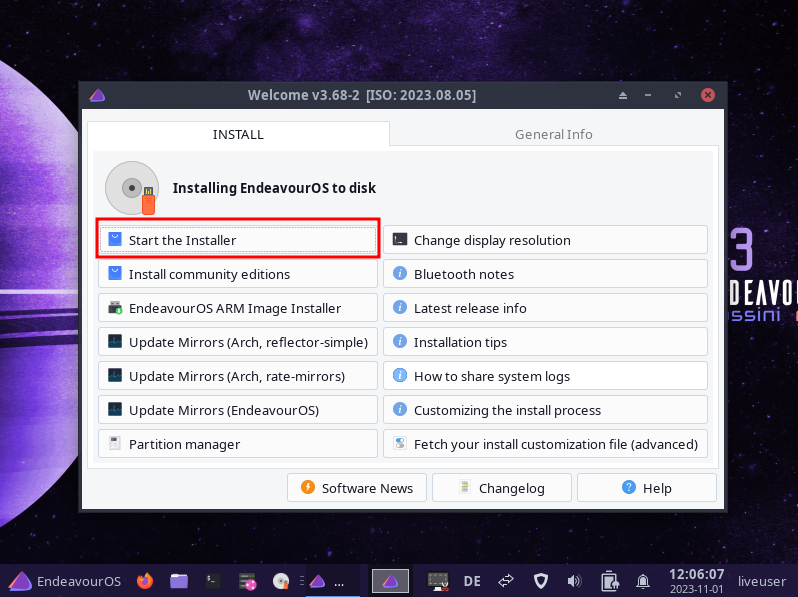 Welcome v3.68-2 [ISO: 2023.08.05]
INSTALL
General Info
Installing EndeavourOS to disk
Start the Installer
Change display resolution
Install community editions
Bluetooth notes
EndeavourOS ARM Image Installer
Latest release info
Update Mirrors (Arch, reflector-simple)
Installation tips
Update Mirrors (Arch, rate-mirrors)
How to share system logs
Update Mirrors (EndeavourOS)
Customizing the install process
Partition manager
Fetch your install customization file (advanced)
Software News
Changelog
Help
3
DEAVO
ssini
EndeavourOS
...
DE
12:06:07
2023-11-01
liveuser